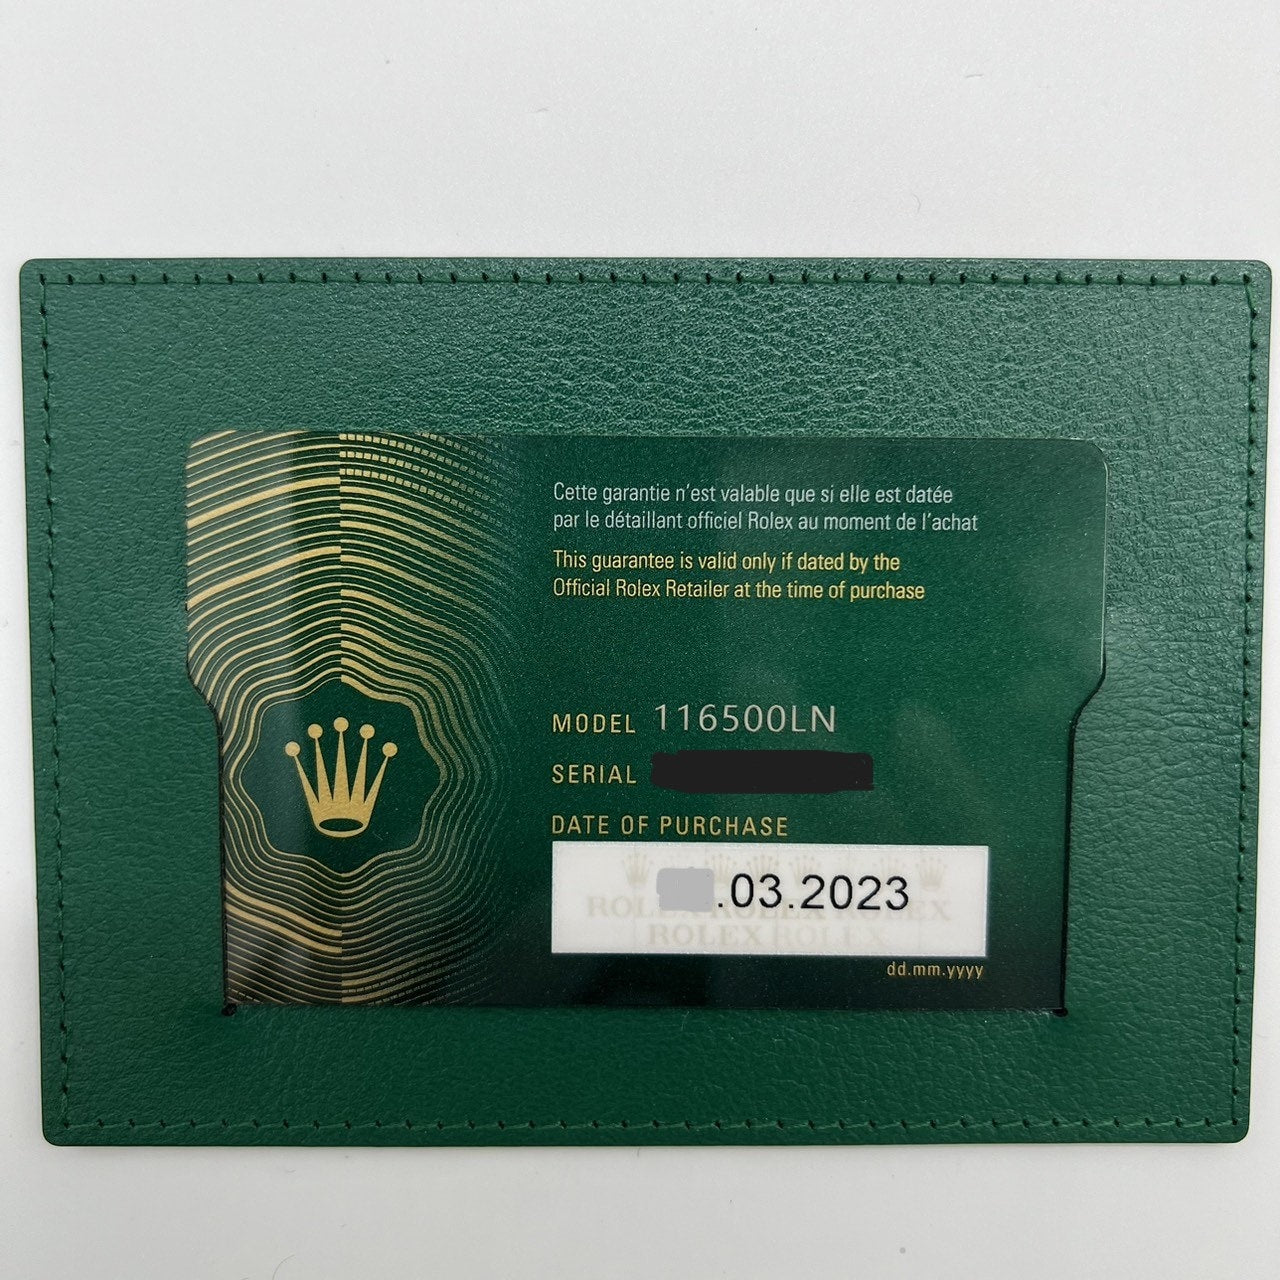 Cette garantie n'est valable que si elle est datée
par le détaillant officiel Rolex au moment de l'achat
This guarantee is valid only if dated by the
Official Rolex Retailer at the time of purchase
MODEL 116500LN
SERIAL
DATE OF PURCHASE
.03.2023
ROLEX ROLEX ROLEX
ROLEX ROLEX
dd.mm.yyyy